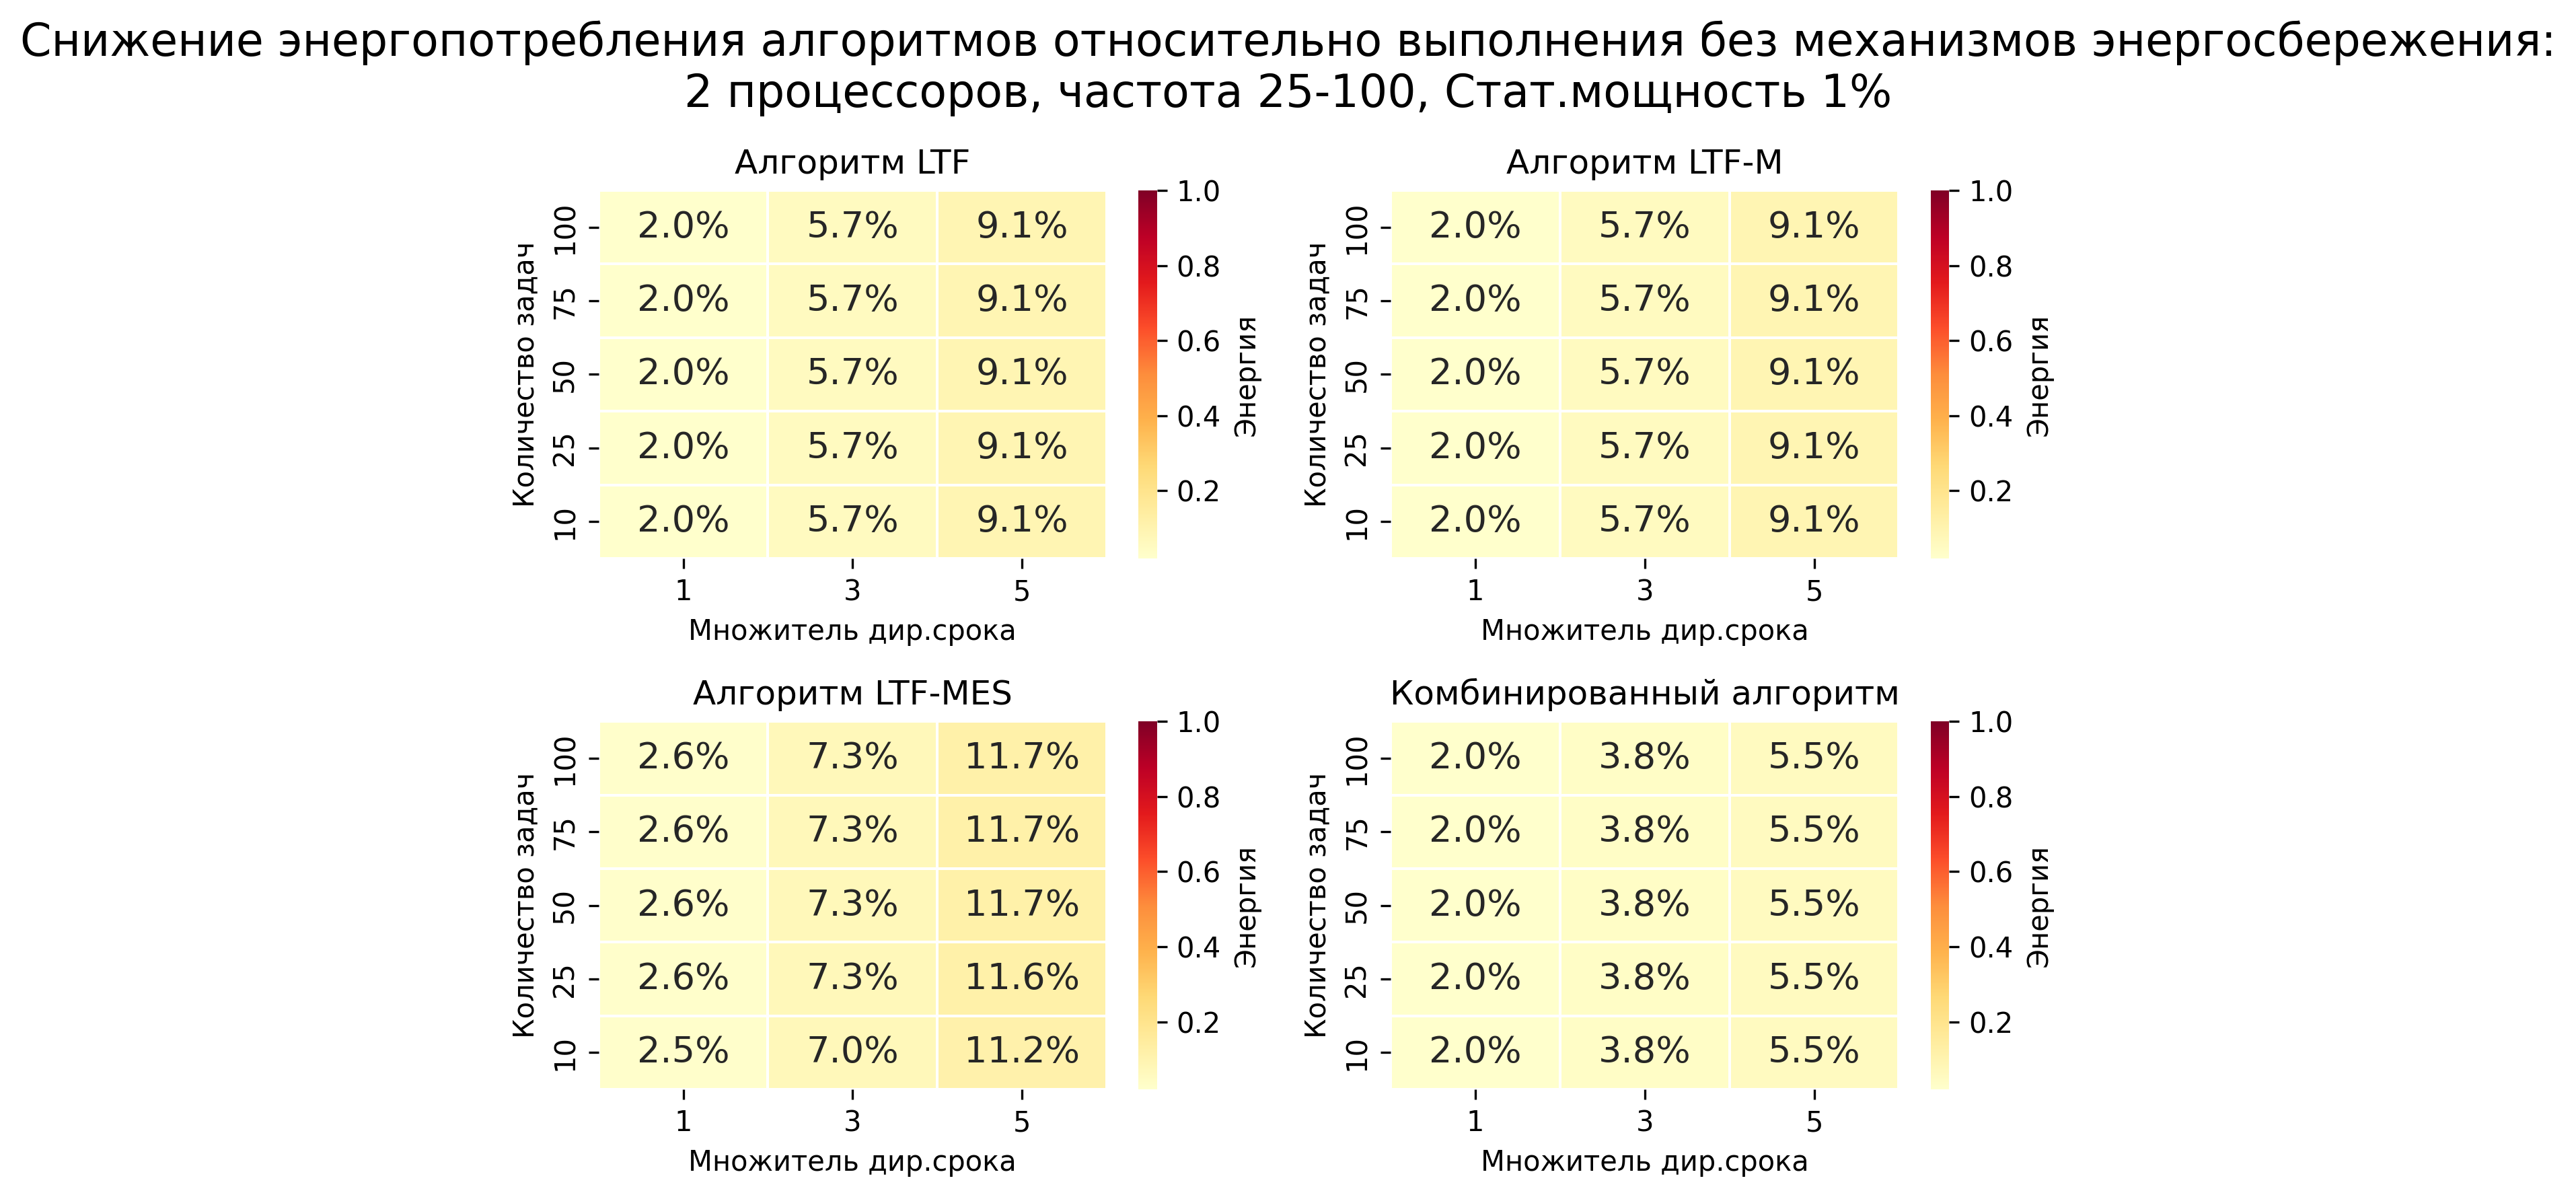 Снижение энергопотребления алгоритмов относительно выполнения без механизмов энергосбережения:
2 процессоров, частота 25-100, Стат.мощность 1%
Алгоритм LTF
Количество задач
100 2.0% 5.7% 9.1%
75 2.0% 5.7% 9.1%
50 2.0% 5.7% 9.1%
25 2.0% 5.7% 9.1%
10 2.0% 5.7% 9.1%
1 3 5
Множитель дир.срока
1.0
0.8
0.6
0.4
0.2
Энергия
Алгоритм LTF-M
Количество задач
100 2.0% 5.7% 9.1%
75 2.0% 5.7% 9.1%
50 2.0% 5.7% 9.1%
25 2.0% 5.7% 9.1%
10 2.0% 5.7% 9.1%
1 3 5
Множитель дир.срока
1.0
0.8
0.6
0.4
0.2
Энергия
Алгоритм LTF-MES
Количество задач
100 2.6% 7.3% 11.7%
75 2.6% 7.3% 11.7%
50 2.6% 7.3% 11.7%
25 2.6% 7.3% 11.6%
10 2.5% 7.0% 11.2%
1 3 5
Множитель дир.срока
1.0
0.8
0.6
0.4
0.2
Энергия
Комбинированный алгоритм
Количество задач
100 2.0% 3.8% 5.5%
75 2.0% 3.8% 5.5%
50 2.0% 3.8% 5.5%
25 2.0% 3.8% 5.5%
10 2.0% 3.8% 5.5%
1 3 5
Множитель дир.срока
1.0
0.8
0.6
0.4
0.2
Энергия